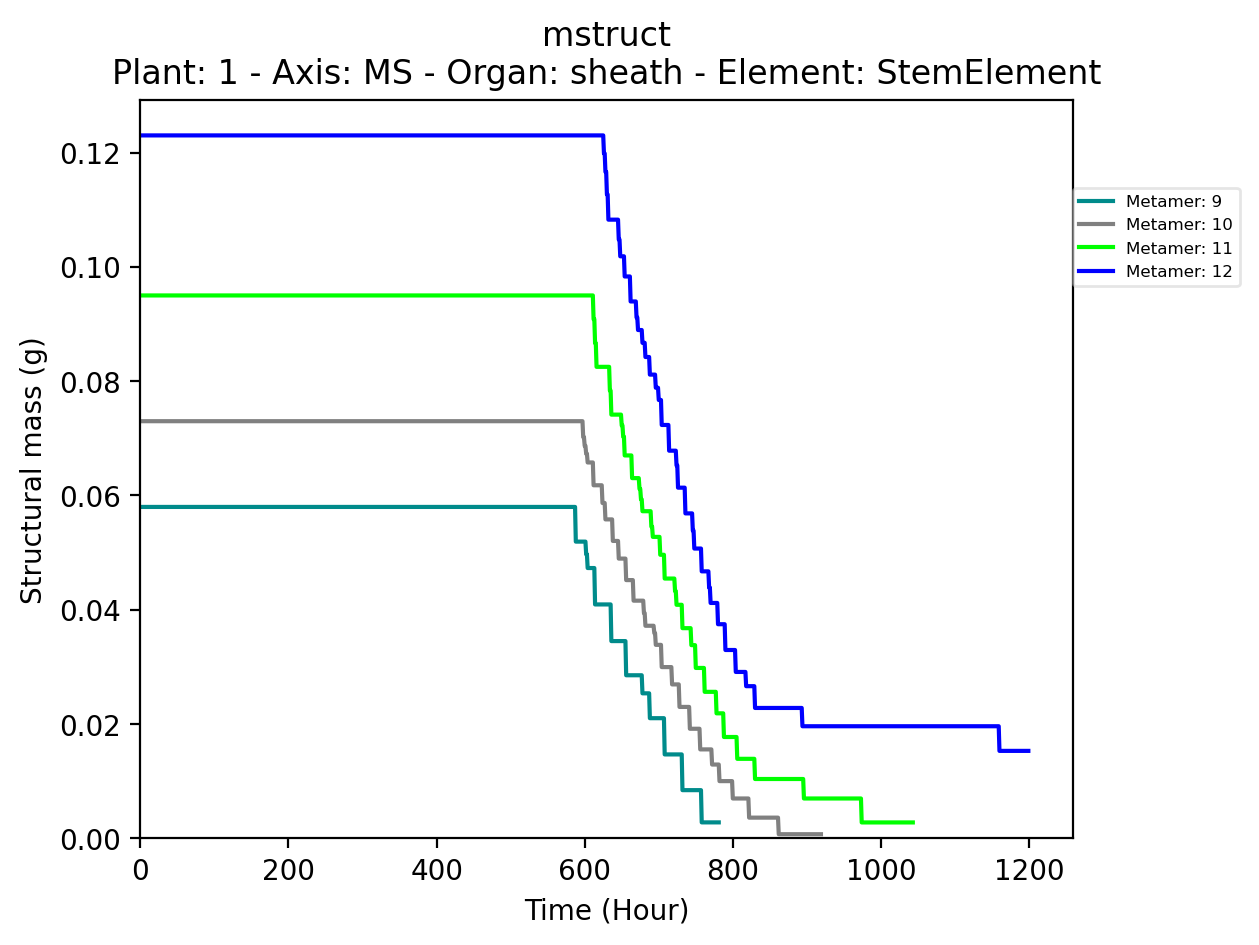 mstruct
Plant: 1 - Axis: MS - Organ: sheath - Element: StemElement
Structural mass (g)
0.12
0.10
0.08
0.06
0.04
0.02
0.00
0 200 400 600 800 1000 1200
Time (Hour)
Metamer: 9
Metamer: 10
Metamer: 11
Metamer: 12